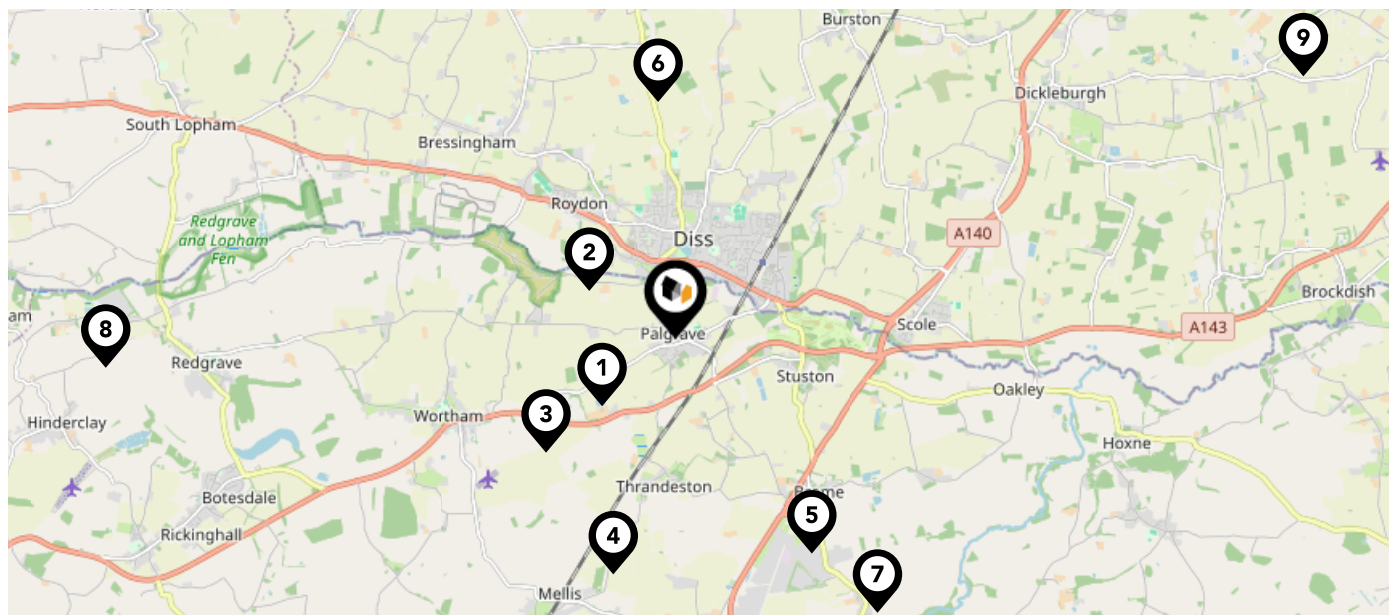 Burston
9
6
Dickleburgh
South Lopham
Bressingham
Roydon
Redgrave
and Lopham
Fen
Diss
A140
2
Brockdish
am
8
Palgrave
Scole
A143
Redgrave
1
Stuston
Oakley
3
Wortham
Hinderclay
Hoxne
Thrandeston
Botesdale
5
Rickinghall
4
7
Mellis